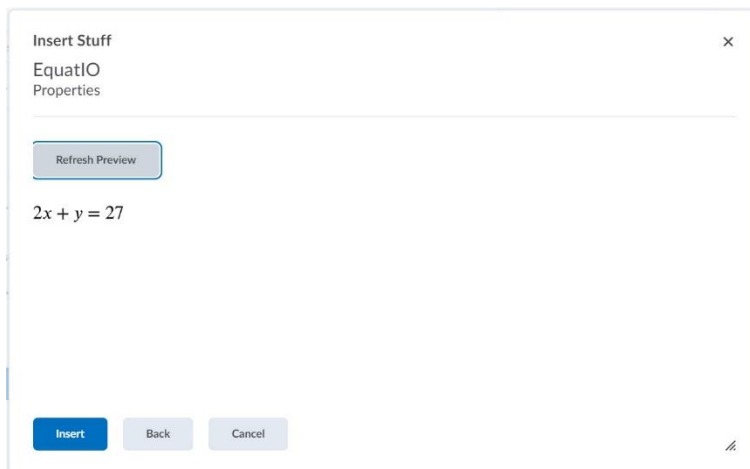 Insert Stuff
EquatIO
Properties
Refresh Preview
2x + y = 27
Insert Back Cancel